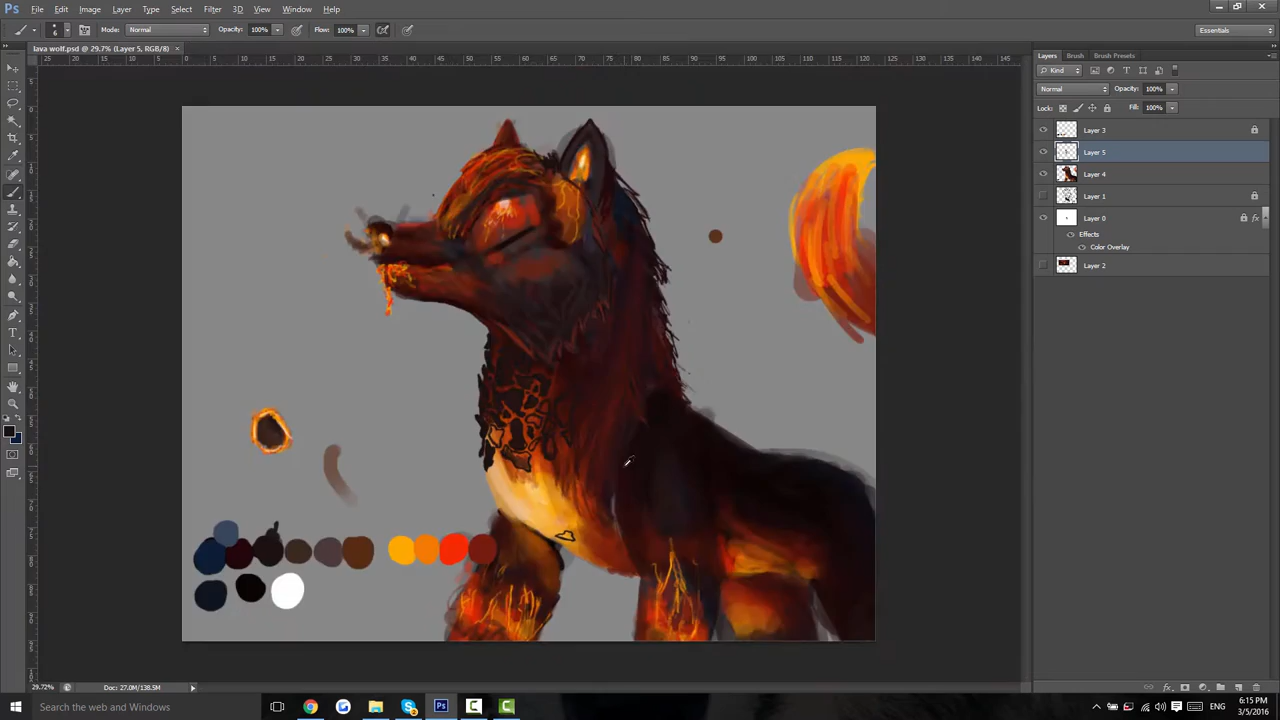 Ps File Edit Image Layer Type Select Filter 3D View Window Help
6 Mode: Normal Opacity: 100% Flow: 100% Essentials
lava wolf.psd @ 29.7% (Layer 5, RGB/8) ×
Layers Brush Brush Presets
Kind
Normal Opacity: 100%
Lock: Fill: 100%
Layer 3
Layer 5
Layer 4
Layer 1
Layer 0 fx
Effects
Color Overlay
Layer 2
29.72% Doc: 27.0M/138.5M
Search the web and Windows
ENG 6:15 PM
3/5/2016